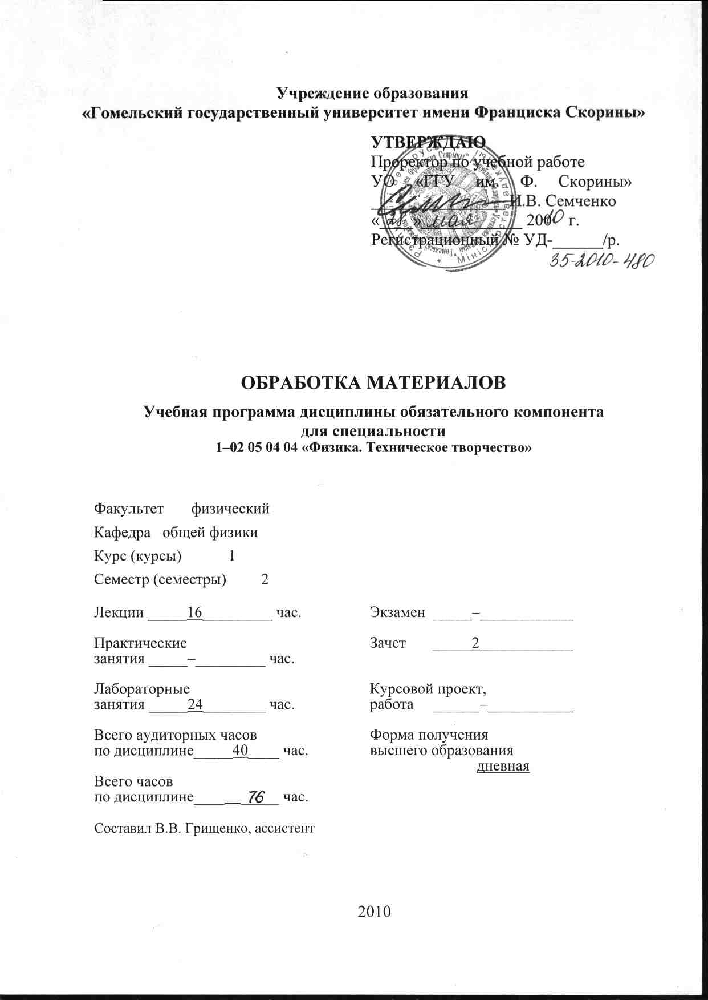 Учреждение образования
«Гомельский государственный университет имени Франциска Скорины»
УТВЕРЖДАЮ
Проректор по учебной работе
УО «ГГУ им. Ф. Скорины»
И.В. Семченко
« 28 » мая 2010 г.
Регистрационный № УД-______/р.
35-2010-480
ОБРАБОТКА МАТЕРИАЛОВ
Учебная программа дисциплины обязательного компонента
для специальности
1–02 05 04 04 «Физика. Техническое творчество»
Факультет физический
Кафедра общей физики
Курс (курсы) 1
Семестр (семестры) 2
Лекции 16 час. Экзамен –
Практические Зачет 2
занятия – час.
Лабораторные Курсовой проект,
занятия 24 час. работа –
Всего аудиторных часов Форма получения
по дисциплине 40 час. высшего образования
дневная
Всего часов
по дисциплине 76 час.
Составил В.В. Грищенко, ассистент
2010